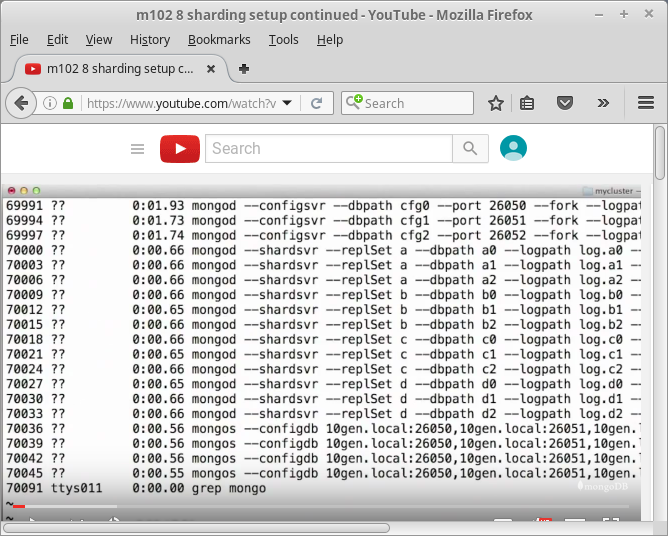 m102 8 sharding setup continued - YouTube - Mozilla Firefox
File Edit View History Bookmarks Tools Help
m102 8 sharding setup c...
https://www.youtube.com/watch?v
Search
Search
mycluster —
69991 ?? 0:01.93 mongod --configsvr --dbpath cfg0 --port 26050 --fork --logpat
69994 ?? 0:01.73 mongod --configsvr --dbpath cfg1 --port 26051 --fork --logpat
69997 ?? 0:01.74 mongod --configsvr --dbpath cfg2 --port 26052 --fork --logpat
70000 ?? 0:00.66 mongod --shardsvr --replSet a --dbpath a0 --logpath log.a0 --
70003 ?? 0:00.66 mongod --shardsvr --replSet a --dbpath a1 --logpath log.a1 --
70006 ?? 0:00.66 mongod --shardsvr --replSet a --dbpath a2 --logpath log.a2 --
70009 ?? 0:00.66 mongod --shardsvr --replSet b --dbpath b0 --logpath log.b0 --
70012 ?? 0:00.65 mongod --shardsvr --replSet b --dbpath b1 --logpath log.b1 --
70015 ?? 0:00.66 mongod --shardsvr --replSet b --dbpath b2 --logpath log.b2 --
70018 ?? 0:00.66 mongod --shardsvr --replSet c --dbpath c0 --logpath log.c0 --
70021 ?? 0:00.65 mongod --shardsvr --replSet c --dbpath c1 --logpath log.c1 --
70024 ?? 0:00.66 mongod --shardsvr --replSet c --dbpath c2 --logpath log.c2 --
70027 ?? 0:00.65 mongod --shardsvr --replSet d --dbpath d0 --logpath log.d0 --
70030 ?? 0:00.66 mongod --shardsvr --replSet d --dbpath d1 --logpath log.d1 --
70033 ?? 0:00.66 mongod --shardsvr --replSet d --dbpath d2 --logpath log.d2 --
70036 ?? 0:00.56 mongos --configdb 10gen.local:26050,10gen.local:26051,10gen.l
70039 ?? 0:00.56 mongos --configdb 10gen.local:26050,10gen.local:26051,10gen.l
70042 ?? 0:00.56 mongos --configdb 10gen.local:26050,10gen.local:26051,10gen.l
70045 ?? 0:00.55 mongos --configdb 10gen.local:26050,10gen.local:26051,10gen.l
70091 ttys011 0:00.00 grep mongo
mongoDB
~
~